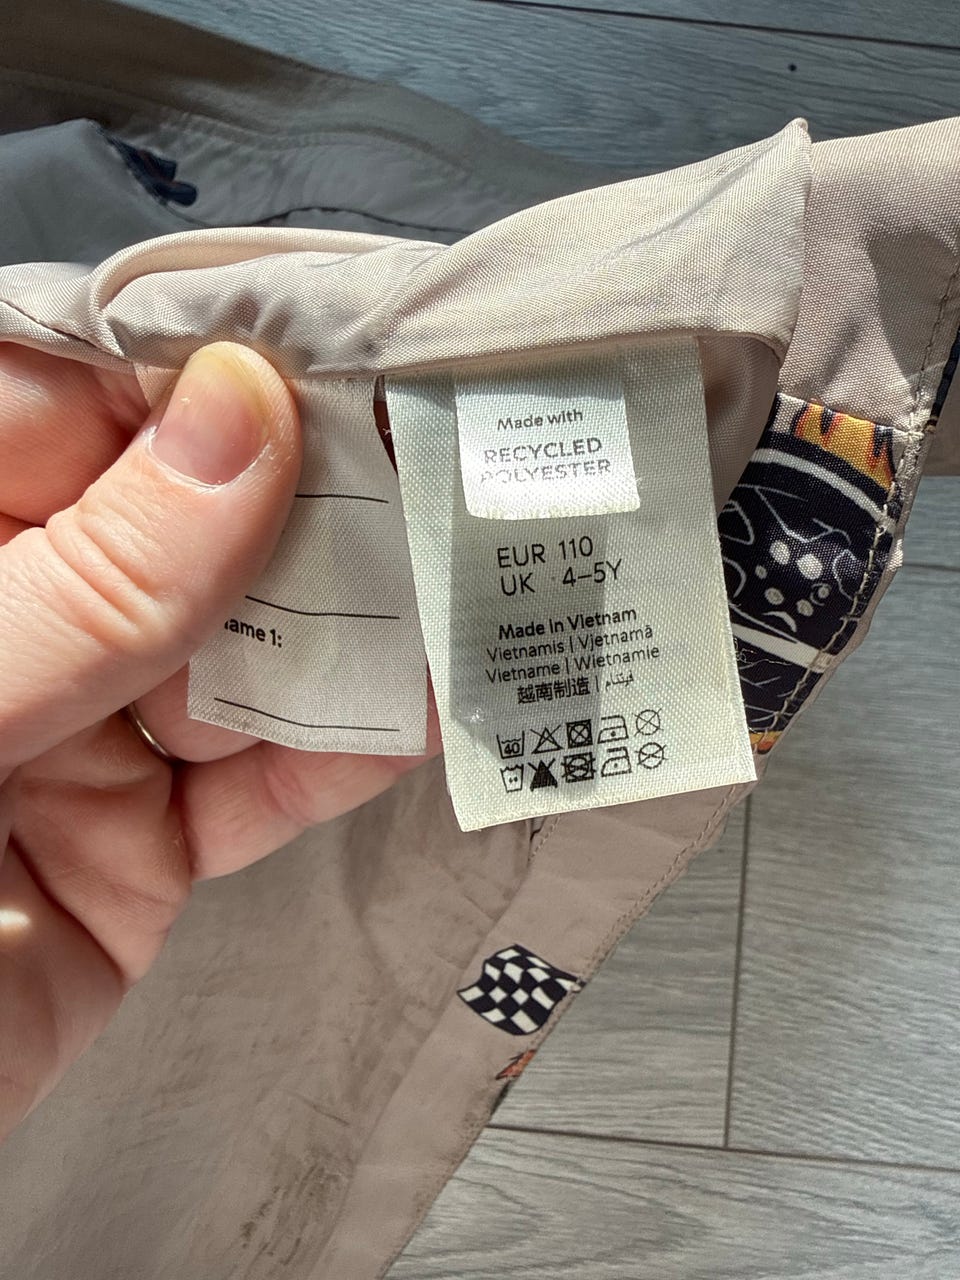 ame 1:
Made with
RECYCLED
POLYESTER
EUR 110
UK 4–5Y
Made in Vietnam
Vietnamis | Vjetnamā
Vietname | Wietnamie
越南制造 | فيتنام
40